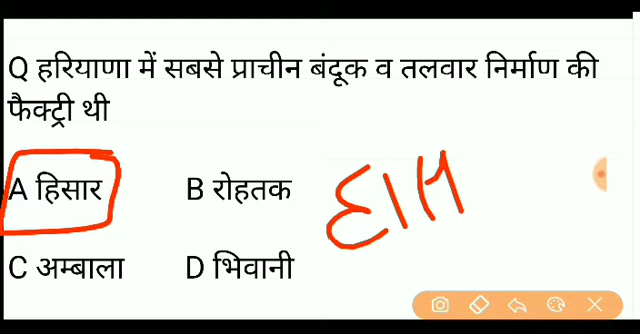 Q हरियाणा में सबसे प्राचीन बंदूक व तलवार निर्माण की
फैक्ट्री थी
A हिसार B रोहतक
C अम्बाला D भिवानी